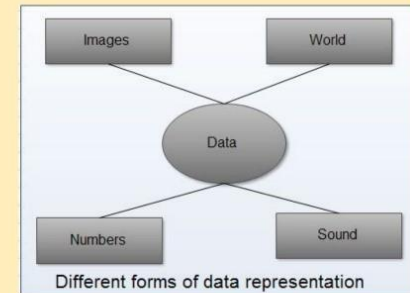 Images
World
Data
Numbers
Sound
Different forms of data representation